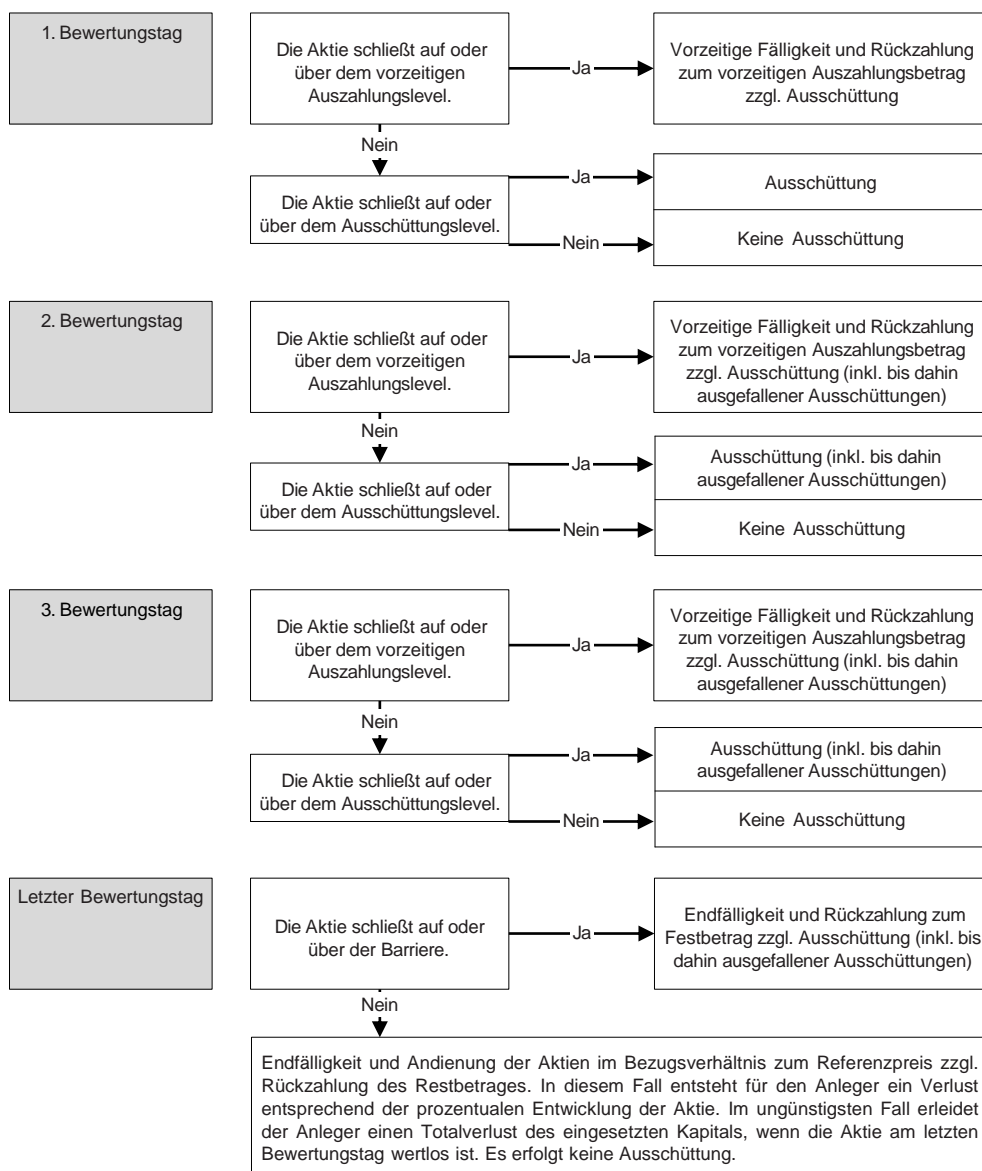 1. Bewertungstag
Die Aktie schließt auf oder
über dem vorzeitigen
Auszahlungslevel.
Ja
Vorzeitige Fälligkeit und Rückzahlung
zum vorzeitigen Auszahlungsbetrag
zzgl. Ausschüttung
Nein
Die Aktie schließt auf oder
über dem Ausschüttungslevel.
Ja
Ausschüttung
Nein
Keine Ausschüttung
2. Bewertungstag
Die Aktie schließt auf oder
über dem vorzeitigen
Auszahlungslevel.
Ja
Vorzeitige Fälligkeit und Rückzahlung
zum vorzeitigen Auszahlungsbetrag
zzgl. Ausschüttung (inkl. bis dahin
ausgefallener Ausschüttungen)
Nein
Die Aktie schließt auf oder
über dem Ausschüttungslevel.
Ja
Ausschüttung (inkl. bis dahin
ausgefallener Ausschüttungen)
Nein
Keine Ausschüttung
3. Bewertungstag
Die Aktie schließt auf oder
über dem vorzeitigen
Auszahlungslevel.
Ja
Vorzeitige Fälligkeit und Rückzahlung
zum vorzeitigen Auszahlungsbetrag
zzgl. Ausschüttung (inkl. bis dahin
ausgefallener Ausschüttungen)
Nein
Die Aktie schließt auf oder
über dem Ausschüttungslevel.
Ja
Ausschüttung (inkl. bis dahin
ausgefallener Ausschüttungen)
Nein
Keine Ausschüttung
Letzter Bewertungstag
Die Aktie schließt auf oder
über der Barriere.
Ja
Endfälligkeit und Rückzahlung zum
Festbetrag zzgl. Ausschüttung (inkl. bis
dahin ausgefallener Ausschüttungen)
Nein
Endfälligkeit und Andienung der Aktien im Bezugsverhältnis zum Referenzpreis zzgl.
Rückzahlung des Restbetrages. In diesem Fall entsteht für den Anleger ein Verlust
entsprechend der prozentualen Entwicklung der Aktie. Im ungünstigsten Fall erleidet
der Anleger einen Totalverlust des eingesetzten Kapitals, wenn die Aktie am letzten
Bewertungstag wertlos ist. Es erfolgt keine Ausschüttung.